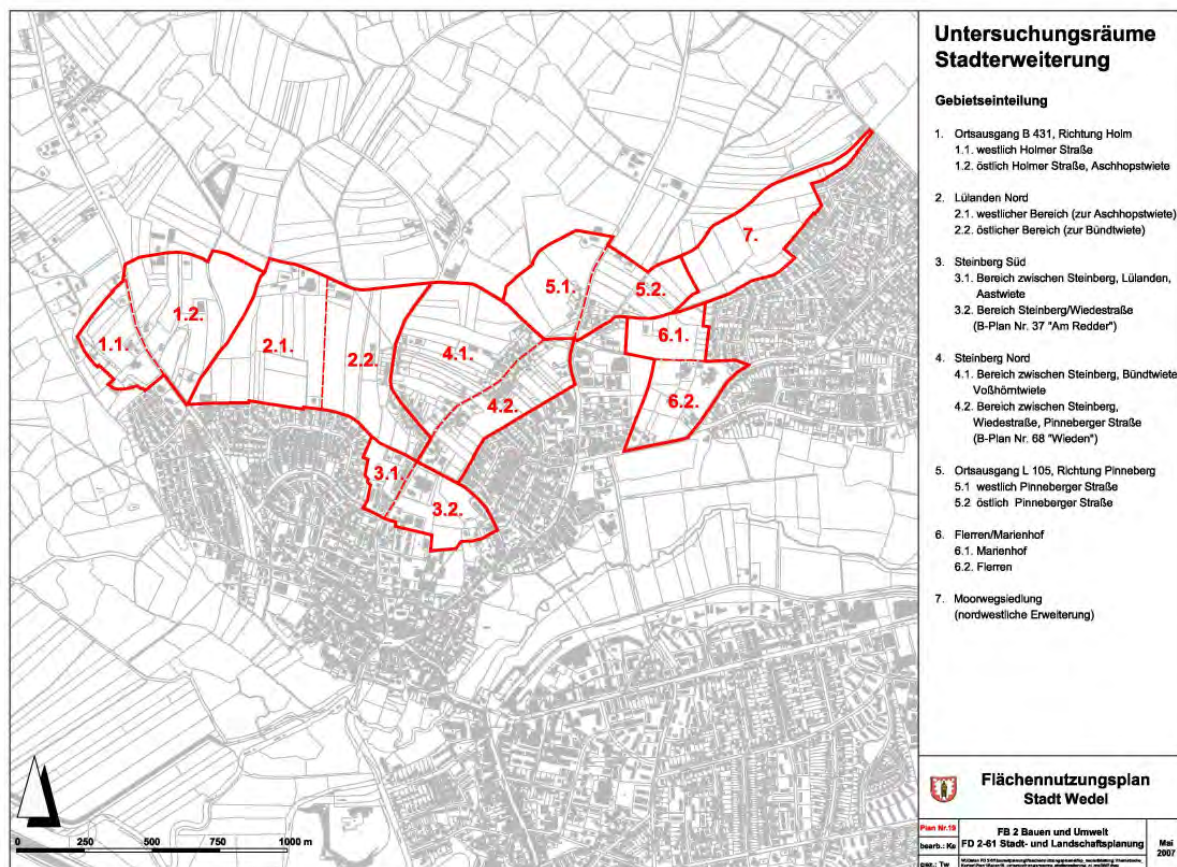 Untersuchungsräume
Stadterweiterung
Gebietseinteilung
1. Ortsausgang B 431, Richtung Holm
1.1. westlich Holmer Straße
1.2. östlich Holmer Straße, Aschhopstwiete
2. Lülanden Nord
2.1. westlicher Bereich (zur Aschhopstwiete)
2.2. östlicher Bereich (zur Bündtwiete)
3. Steinberg Süd
3.1. Bereich zwischen Steinberg, Lülanden,
Aastwiete
3.2. Bereich Steinberg/Wiedestraße
(B-Plan Nr. 37 "Am Redder")
4. Steinberg Nord
4.1. Bereich zwischen Steinberg, Bündtwiete
Voßhörntwiete
4.2. Bereich zwischen Steinberg,
Wiedestraße, Pinneberger Straße
(B-Plan Nr. 68 "Wieden")
5. Ortsausgang L 105, Richtung Pinneberg
5.1 westlich Pinneberger Straße
5.2 östlich Pinneberger Straße
6. Flerren/Marienhof
6.1. Marienhof
6.2. Flerren
7. Moorwegsiedlung
(nordwestliche Erweiterung)
1.1.
1.2.
2.1.
2.2.
3.1.
3.2.
4.1.
4.2.
5.1.
5.2.
6.1.
6.2.
7.
0 250 500 750 1000 m
Flächennutzungsplan
Stadt Wedel
Plan Nr.19
bearb.: Ke
gez.: Tw
FB 2 Bauen und Umwelt
FD 2-61 Stadt- und Landschaftsplanung
Mai
2007